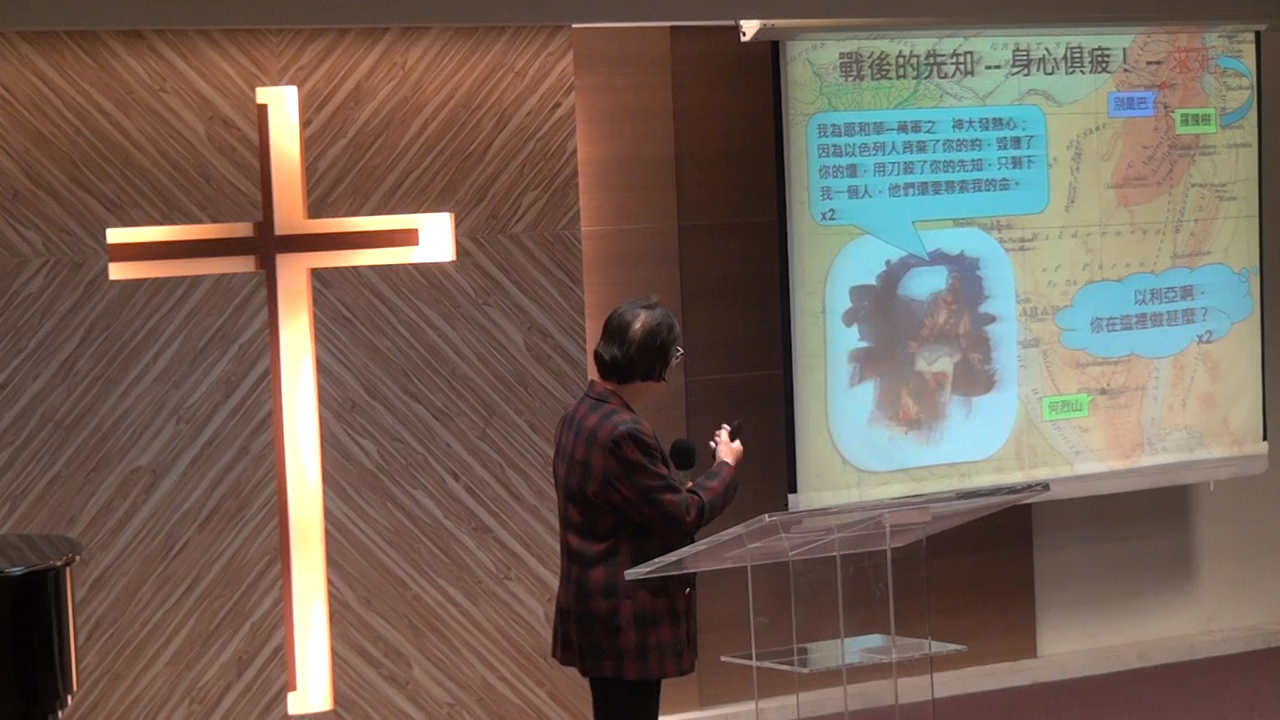 戰後的先知 -- 身心俱疲！-- 求死
別是巴
羅騰樹
我為耶和華─萬軍之　神大發熱心；
因為以色列人背棄了你的約，毀壞了
你的壇，用刀殺了你的先知，只剩下
我一個人，他們還要尋索我的命。
x2
以利亞啊，
你在這裡做甚麼？
x2
何烈山